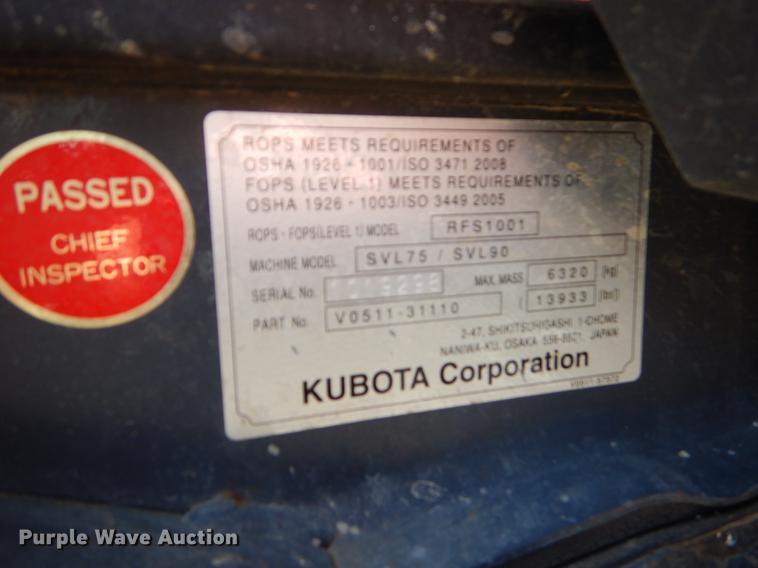 PASSED
CHIEF
INSPECTOR
ROPS MEETS REQUIREMENTS OF
OSHA 1926 - 1001/ISO 3471 2008
FOPS (LEVEL 1) MEETS REQUIREMENTS OF
OSHA 1926 - 1003/ISO 3449 2005
ROPS - FOPS(LEVEL 1) MODEL RFS1001
MACHINE MODEL SVL75 / SVL90
SERIAL No. MAX. MASS 6320 [kg]
PART No. V0511-31110 ( 13933 [lbs])
2-47, SHIKITSUHIGASHI 1-CHOME
NANIWA-KU, OSAKA JAPAN
KUBOTA Corporation
Purple Wave Auction